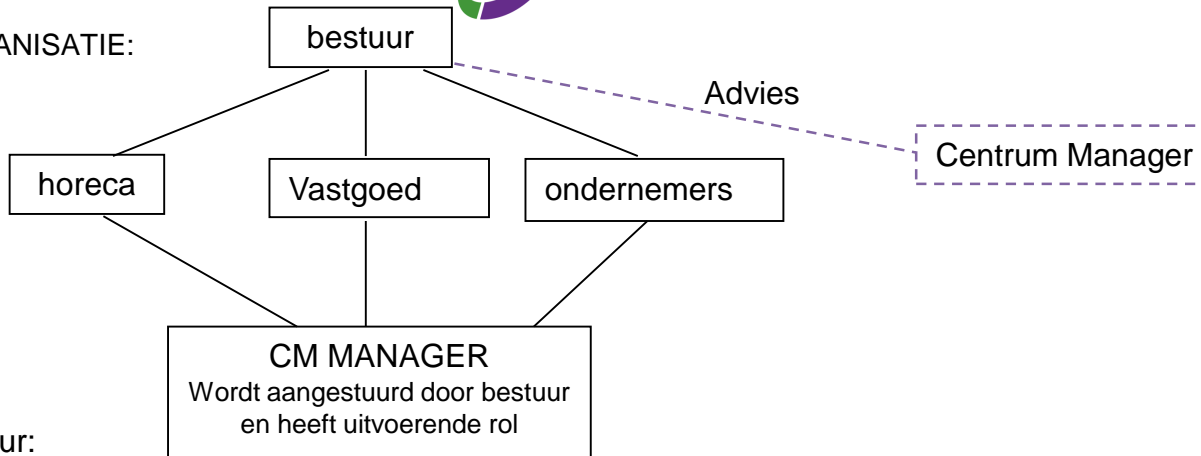 ANISATIE:
bestuur
Advies
Centrum Manager
horeca
Vastgoed
ondernemers
CM MANAGER
Wordt aangestuurd door bestuur
en heeft uitvoerende rol
ur: